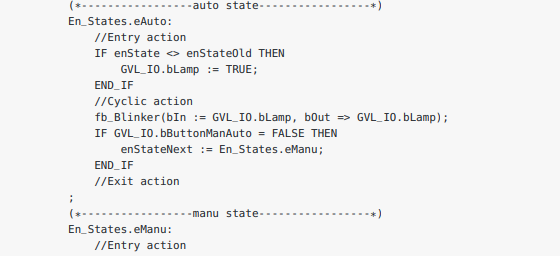 (*-----------------auto state-----------------*)
En_States.eAuto:
//Entry action
IF enState <> enStateOld THEN
GVL_IO.bLamp := TRUE;
END_IF
//Cyclic action
fb_Blinker(bIn := GVL_IO.bLamp, bOut => GVL_IO.bLamp);
IF GVL_IO.bButtonManAuto = FALSE THEN
enStateNext := En_States.eManu;
END_IF
//Exit action
;
(*-----------------manu state-----------------*)
En_States.eManu:
//Entry action